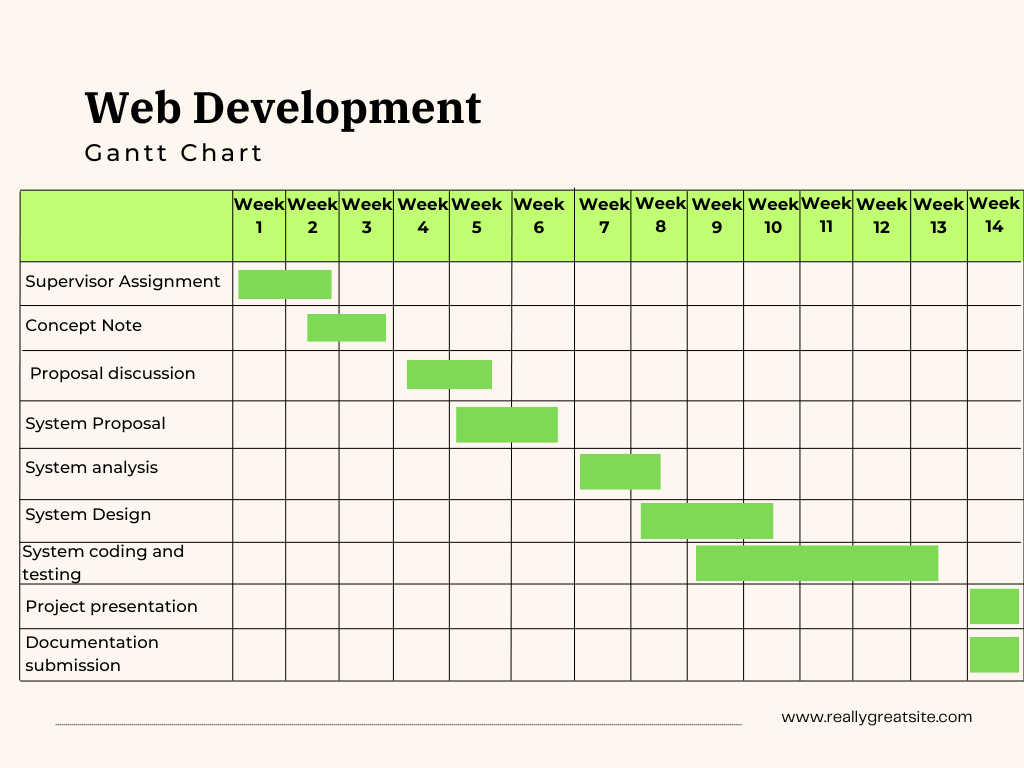 Web Development
Gantt Chart
Week Week Week Week Week Week Week Week Week Week Week Week Week Week
1 2 3 4 5 6 7 8 9 10 11 12 13 14
Supervisor Assignment
Concept Note
Proposal discussion
System Proposal
System analysis
System Design
System coding and
testing
Project presentation
Documentation
submission
www.reallygreatsite.com